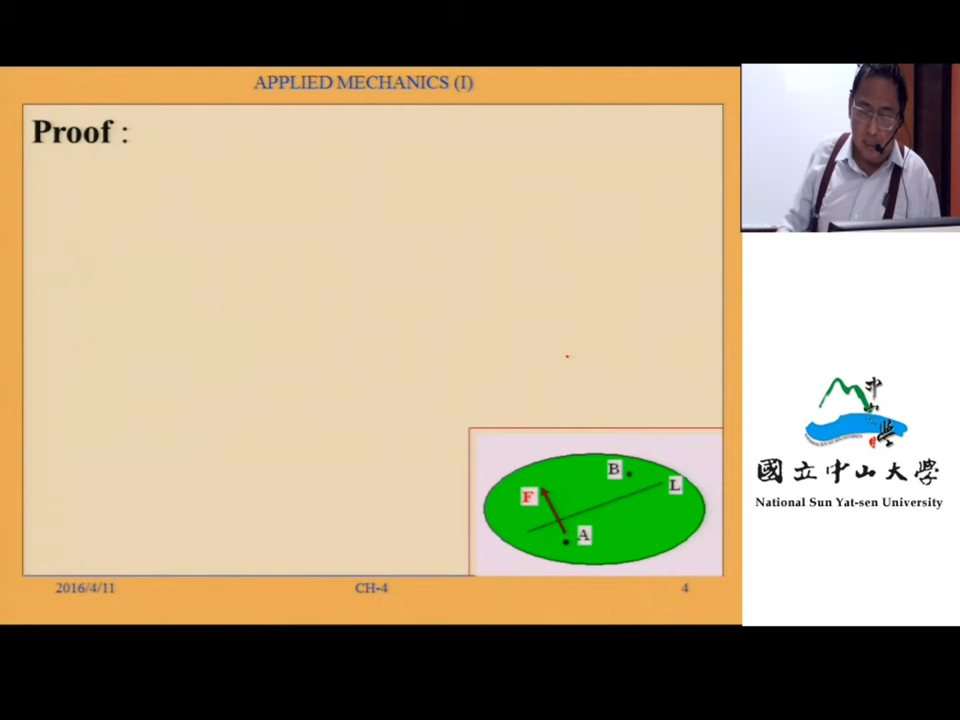 APPLIED MECHANICS (I)
Proof :
B
L
F
A
國立中山大學
National Sun Yat-sen University
2016/4/11
CH-4
4